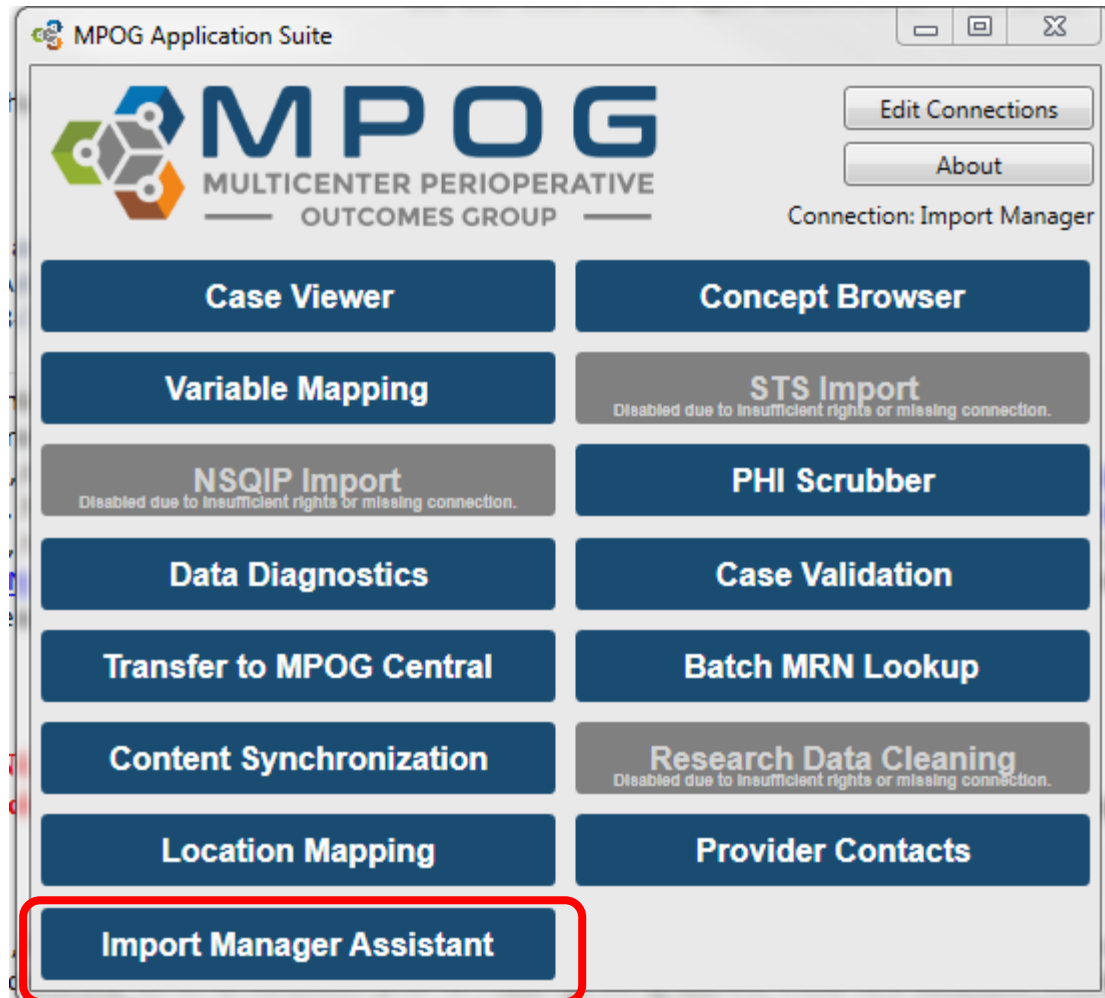 MPOG Application Suite
MPOG
MULTICENTER PERIOPERATIVE
OUTCOMES GROUP
Edit Connections
About
Connection: Import Manager
Case Viewer
Concept Browser
Variable Mapping
STS Import
Disabled due to insufficient rights or missing connection.
NSQIP Import
Disabled due to insufficient rights or missing connection.
PHI Scrubber
Data Diagnostics
Case Validation
Transfer to MPOG Central
Batch MRN Lookup
Content Synchronization
Research Data Cleaning
Disabled due to insufficient rights or missing connection.
Location Mapping
Provider Contacts
Import Manager Assistant